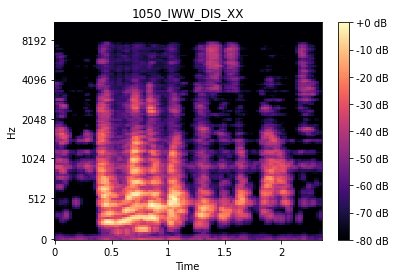 1050_IWW_DIS_XX
+0 dB
8192
-10 dB
4096
-20 dB
-30 dB
2048
-40 dB
Hz
1024
-50 dB
512
-60 dB
-70 dB
0
-80 dB
0
0.5
1
1.5
2
Time